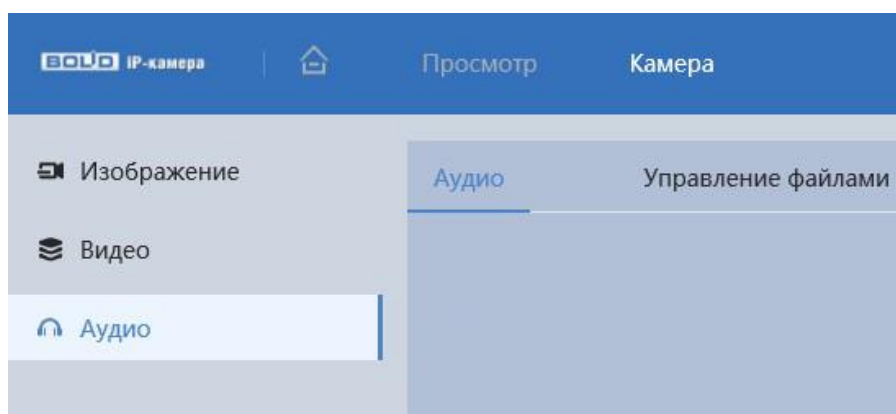 BOLID IP-камера Просмотр Камера
Изображение
Аудио Управление файлами
Видео
Аудио